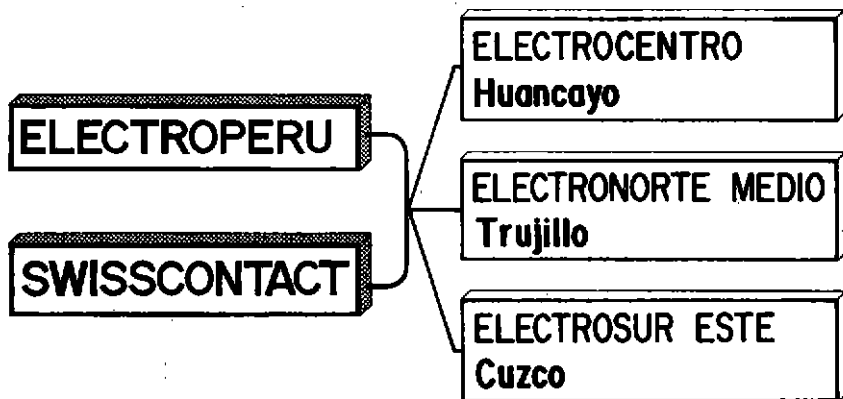 ELECTROPERU
SWISSCONTACT
ELECTROCENTRO
Huancayo
ELECTRONORTE MEDIO
Trujillo
ELECTROSUR ESTE
Cuzco